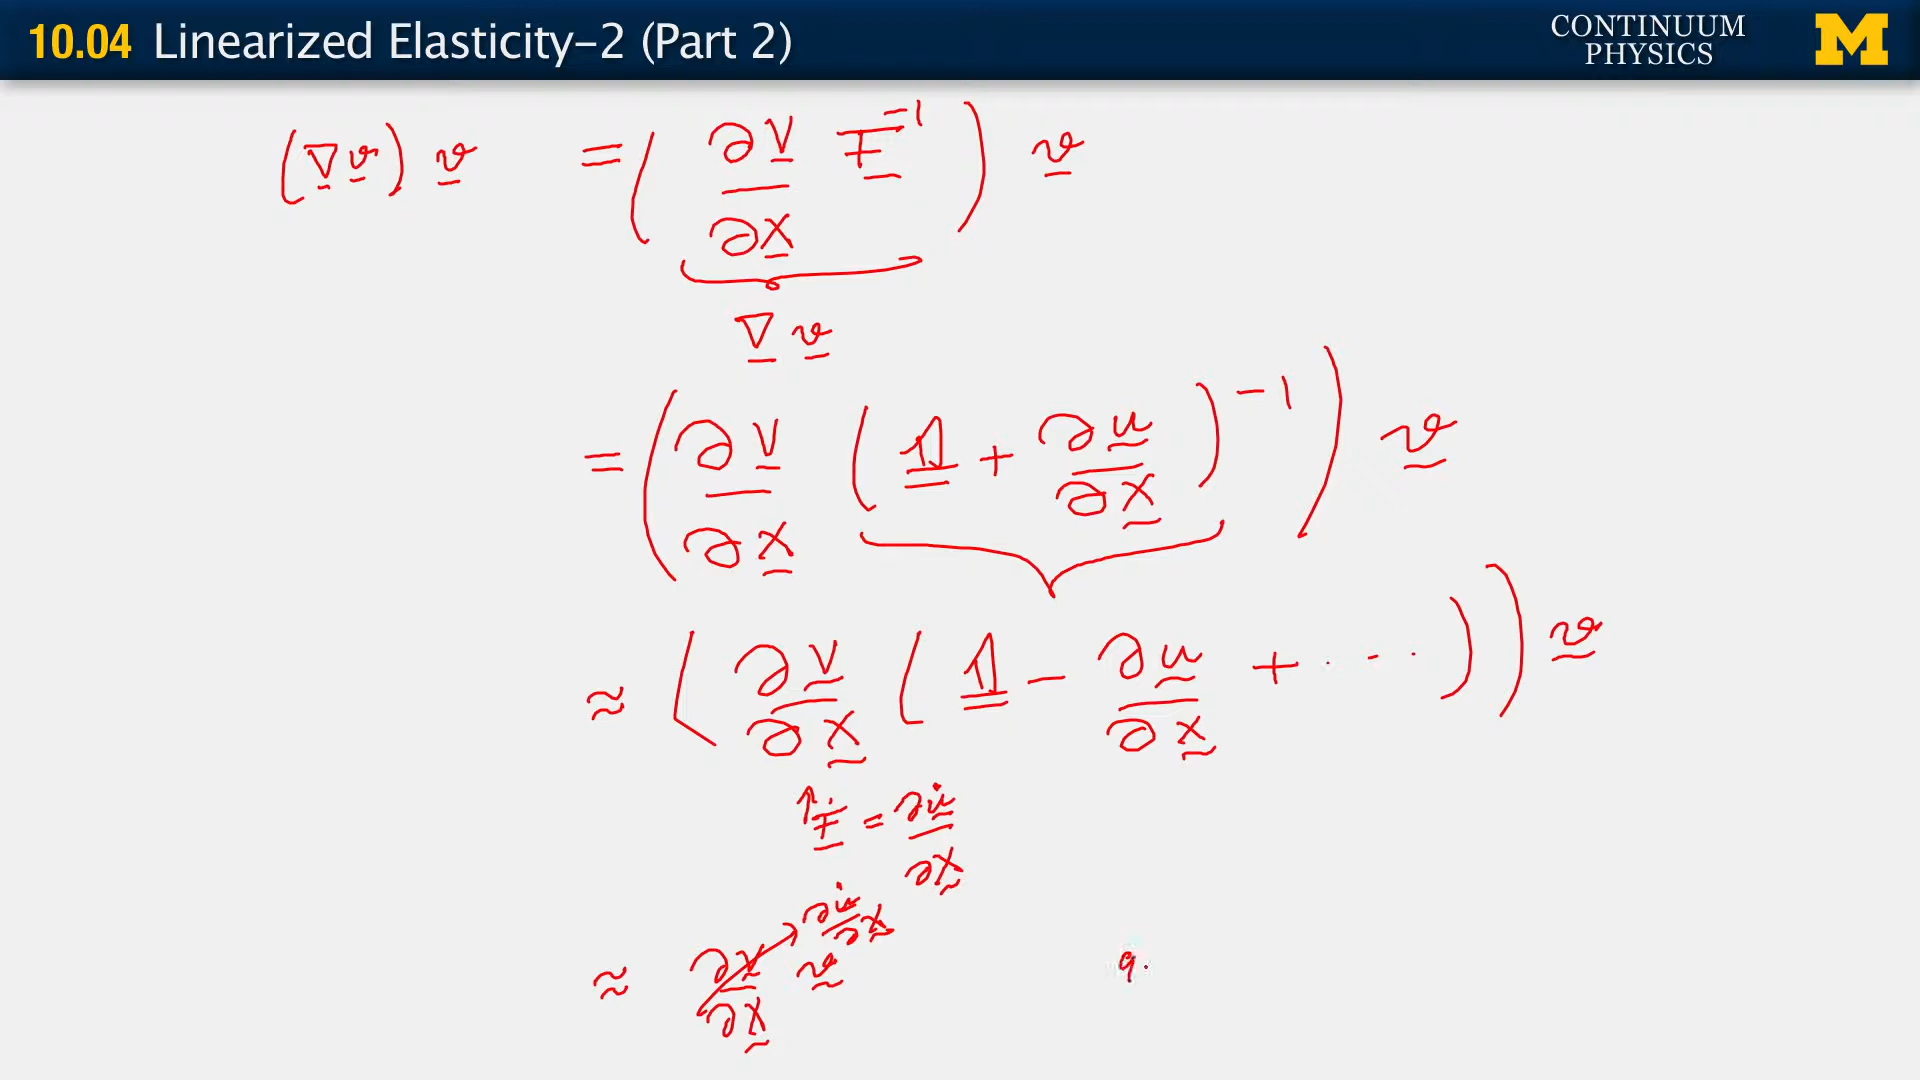 10.04 Linearized Elasticity-2 (Part 2)
CONTINUUM PHYSICS M
(∇v) v = ( ∂V/∂X F⁻¹ ) v
∇ v
= ( ∂V/∂X ( 𝟙 + ∂u/∂X )⁻¹ ) v
≈ ( ∂V/∂X ( 𝟙 - ∂u/∂X + ··· ) ) v
↑ Ḟ = ∂u̇/∂X
∂u̇/∂X
≈ ∂V/∂X v